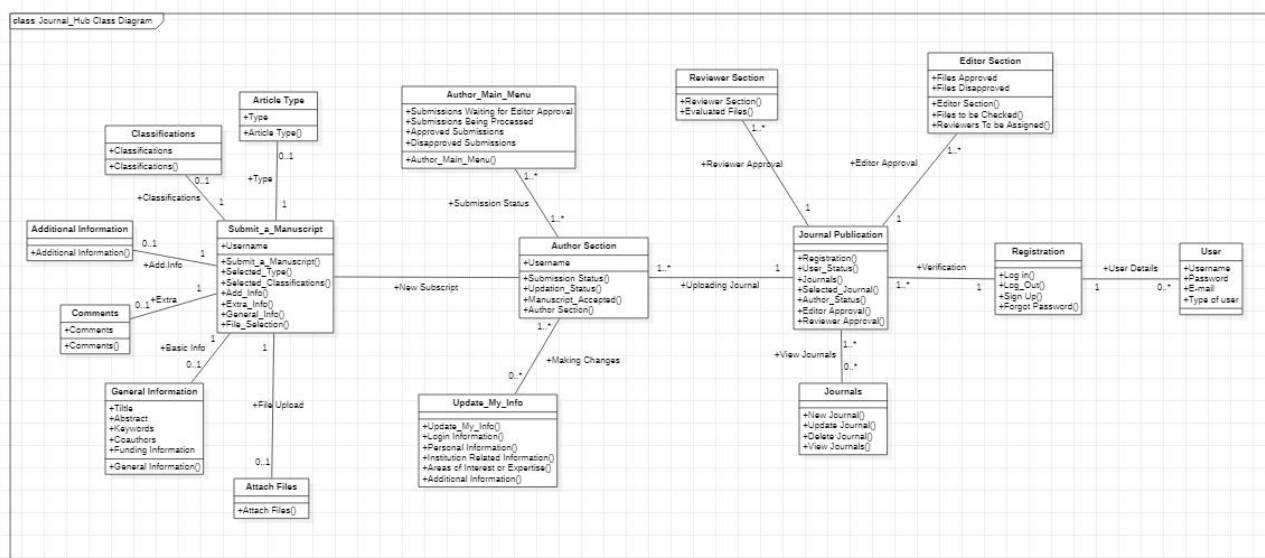 class Journal_Hub Class Diagram
Article Type
+Type
+Article Type()
Classifications
+Classifications
+Classifications()
Additional Information
+Additional Information()
Comments
+Comments
+Comments()
General Information
+Tiltle
+Abstract
+Keywords
+Coauthors
+Funding Information
+General Information()
Attach Files
+Attach Files()
Submit_a_Manuscript
+Username
+Submit_a_Manuscript()
+Selected_Type()
+Selected_Classifications()
+Add_Info()
+Extra_Info()
+General_Info()
+File_Selection()
0..1
+Type
1
0..1
+Classifications
1
0..1
+Add.Info
1
0..1
+Extra
1
+Basic Info
1
0..1
1
+File Upload
0..1
+New Subscript
Author_Main_Menu
+Submissions Waiting for Editor Approval
+Submissions Being Processed
+Approved Submissions
+Disapproved Submissions
+Author_Main_Menu()
1..*
+Submission Status
1..*
Author Section
+Username
+Submission Status()
+Updation_Status()
+Manuscript_Accepted()
+Author Section()
1..*
+Making Changes
0..*
Update_My_Info
+Update_My_Info()
+Login Information()
+Personal Information()
+Institution Related Information()
+Areas of Interest or Expertise()
+Additional Information()
1..*
+Uploading Journal
1
Reviewer Section
+Reviewer Section()
+Evaluated Files()
1..*
+Reviewer Approval
1
Editor Section
+Files Approved
+Files Disapproved
+Editor Section()
+Files to be Checked()
+Reviewers To be Assigned()
1..*
+Editor Approval
1
Journal Publication
+Registration()
+User_Status()
+Journals()
+Selected_Journal()
+Author_Status()
+Editor Approval()
+Reviewer Approval()
1..*
+View Journals
0..*
Journals
+New Journal()
+Update Journal()
+Delete Journal()
+View Journals()
+Verification
1..*
1
Registration
+Log in()
+Log_Out()
+Sign Up()
+Forgot Password()
+User Details
1
0..*
User
+Username
+Password
+E-mail
+Type of user